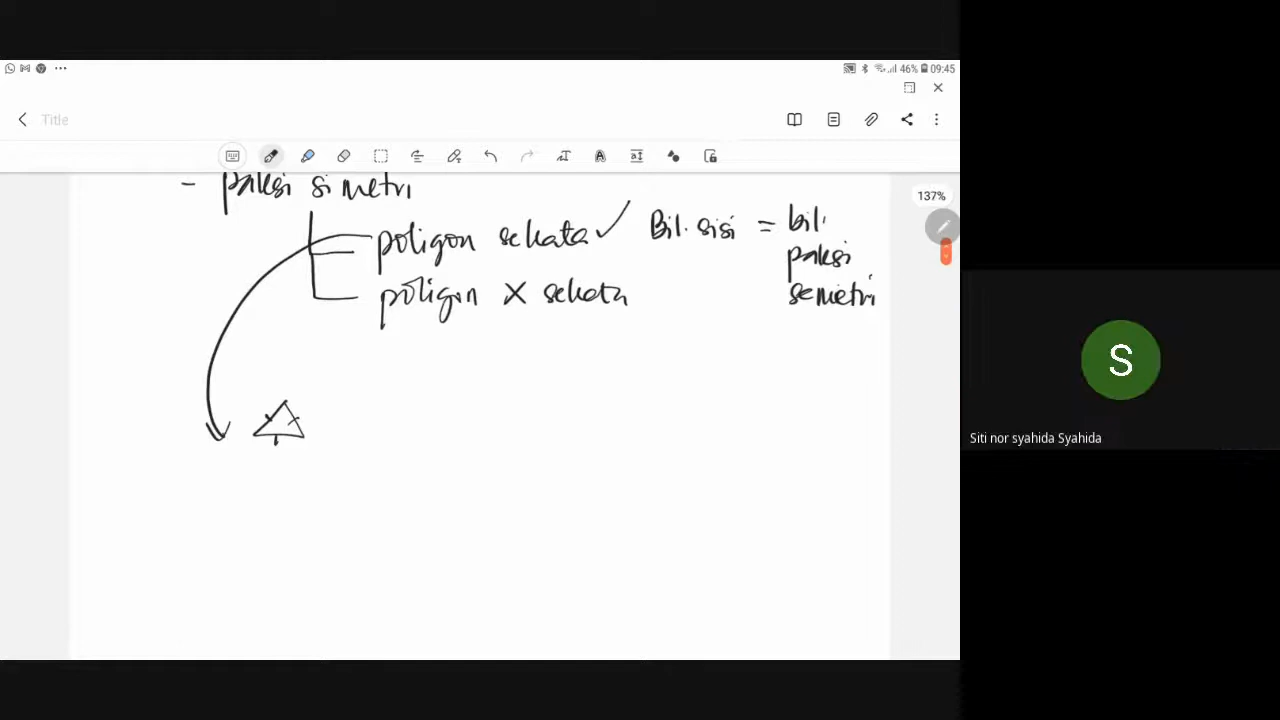 46% 09:45
Title
137%
- paksi simetri
poligon sekata ✓ Bil. sisi = bil.
paksi
semetri
poligon X sekata
S
Siti nor syahida Syahida